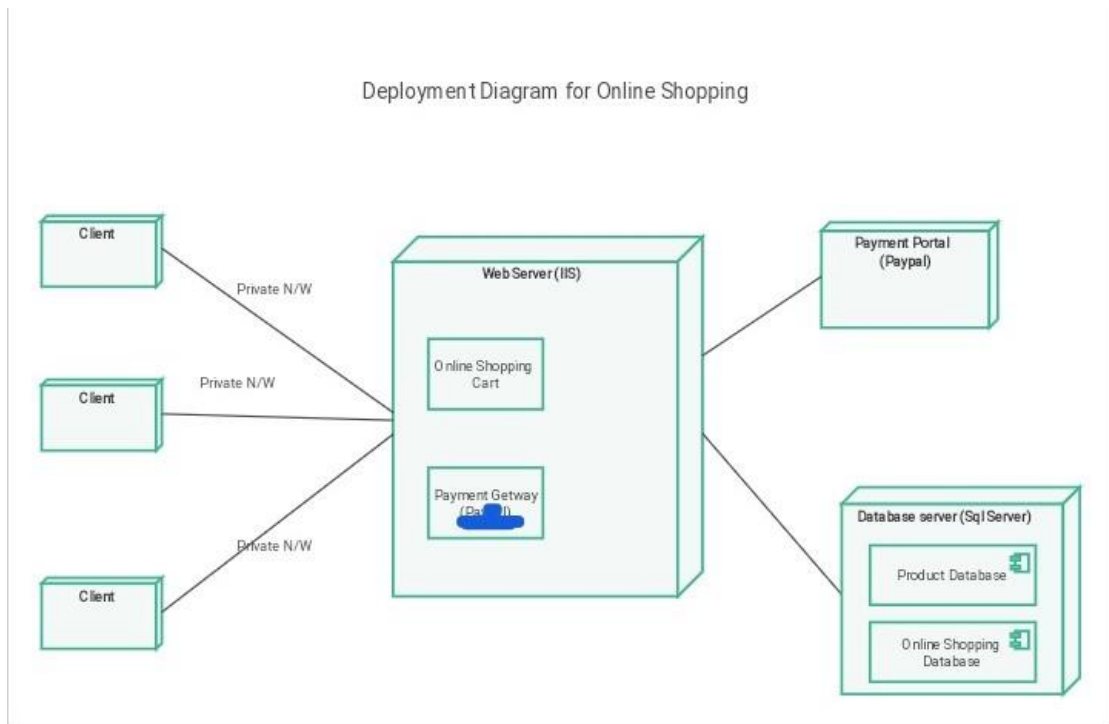 Deployment Diagram for Online Shopping
Client
Private N/W
Client
Private N/W
Client
Private N/W
Web Server (IIS)
Online Shopping
Cart
Payment Getway
Payment Portal
(Paypal)
Database server (Sql Server)
Product Database
Online Shopping
Database